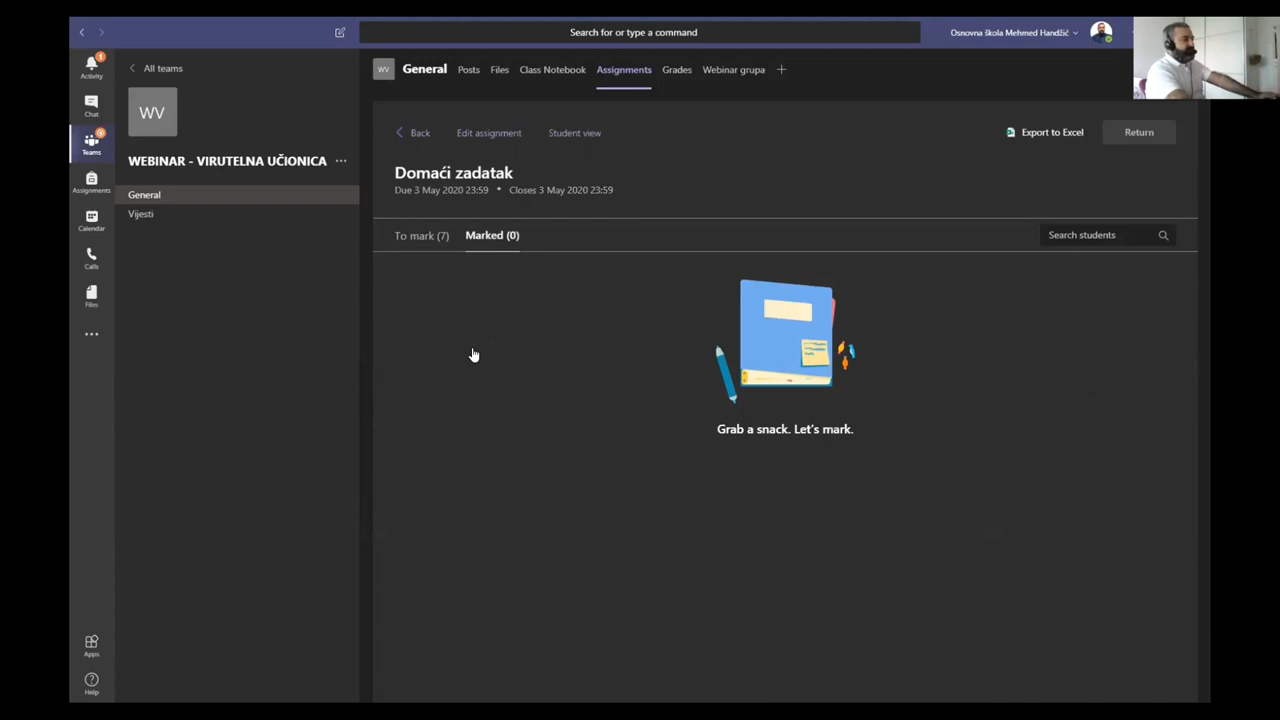 Search for or type a command
Osnovna škola Mehmed Handžić
1
Activity
Chat
Teams
Assignments
Calendar
Calls
Files
Apps
Help
All teams
WV
WEBINAR - VIRUTELNA UČIONICA ...
General
Vijesti
WV General Posts Files Class Notebook Assignments Grades Webinar grupa +
Back Edit assignment Student view
Export to Excel Return
Domaći zadatak
Due 3 May 2020 23:59 • Closes 3 May 2020 23:59
To mark (7) Marked (0)
Search students
Grab a snack. Let's mark.